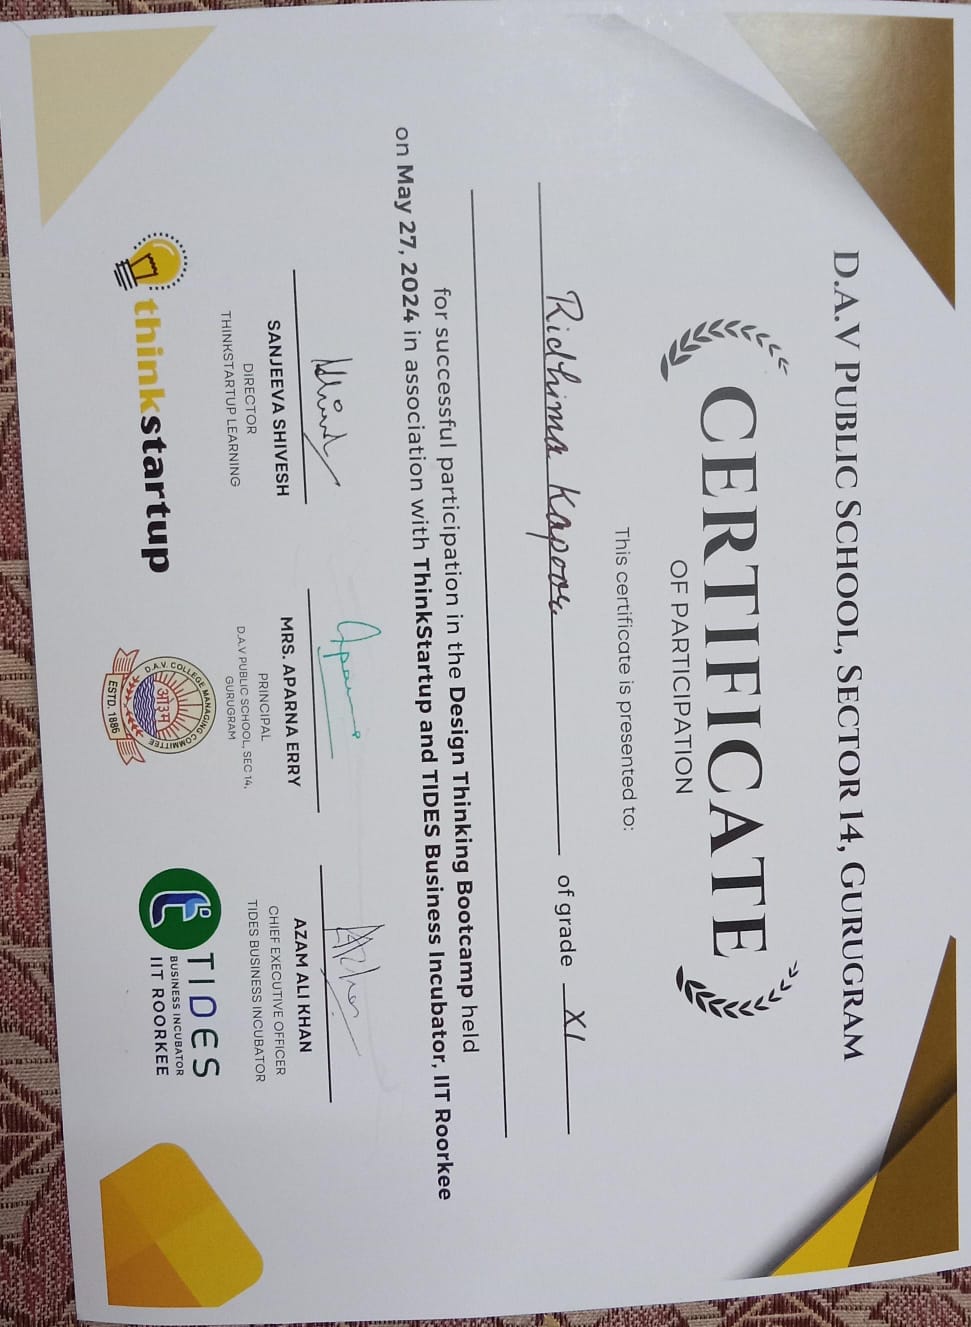 D.A.V PUBLIC SCHOOL, SECTOR 14, GURUGRAM
CERTIFICATE
OF PARTICIPATION
This certificate is presented to:
Ridhima Kapoor of grade XI
for successful participation in the Design Thinking Bootcamp held
on May 27, 2024 in association with ThinkStartup and TIDES Business Incubator, IIT Roorkee
SANJEEVA SHIVESH
DIRECTOR
THINKSTARTUP LEARNING
MRS. APARNA ERRY
PRINCIPAL
D.A.V PUBLIC SCHOOL, SEC 14,
GURUGRAM
AZAM ALI KHAN
CHIEF EXECUTIVE OFFICER
TIDES BUSINESS INCUBATOR
thinkstartup
D.A.V. COLLEGE MANAGING COMMITTEE
ओ३म्
ESTD. 1886
TIDES
BUSINESS INCUBATOR
IIT ROORKEE